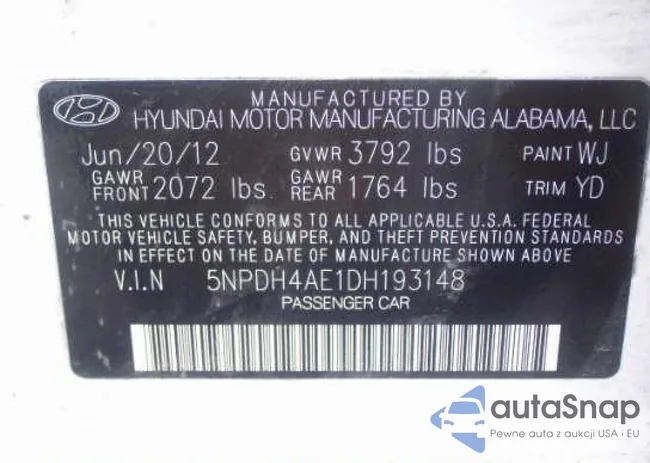 MANUFACTURED BY
HYUNDAI MOTOR MANUFACTURING ALABAMA, LLC
Jun/20/12 GVWR 3792 lbs PAINT WJ
GAWR FRONT 2072 lbs GAWR REAR 1764 lbs TRIM YD
THIS VEHICLE CONFORMS TO ALL APPLICABLE U.S.A. FEDERAL
MOTOR VEHICLE SAFETY, BUMPER, AND THEFT PREVENTION STANDARDS
IN EFFECT ON THE DATE OF MANUFACTURE SHOWN ABOVE
V.I.N 5NPDH4AE1DH193148
PASSENGER CAR
autaSnap
Pewne auta z aukcji USA i EU